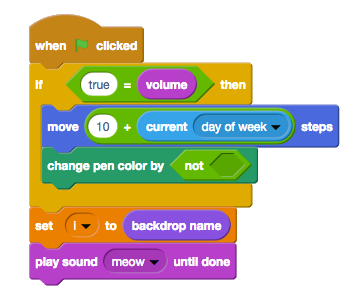 when clicked
if true = volume then
move 10 + current day of week steps
change pen color by not
set i to backdrop name
play sound meow until done